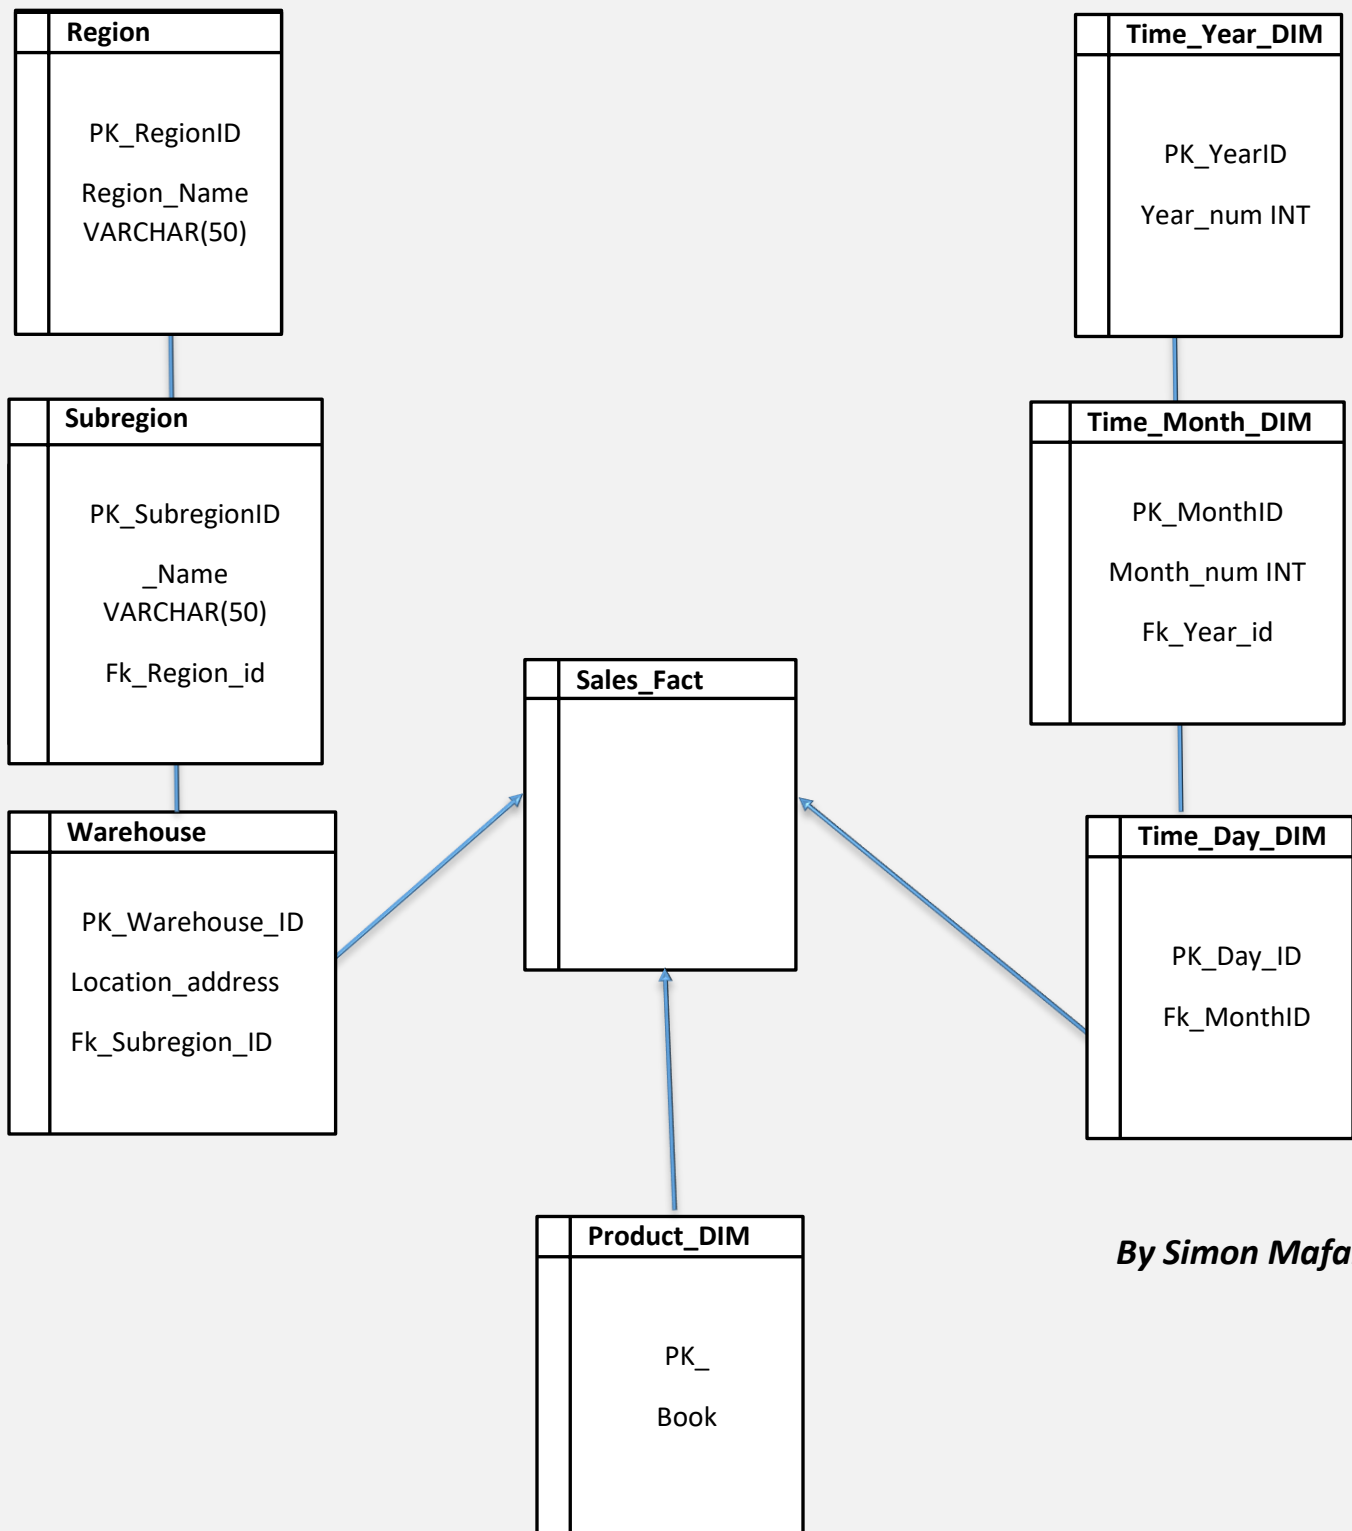 Region
PK_RegionID
Region_Name
VARCHAR(50)
Subregion
PK_SubregionID
_Name
VARCHAR(50)
Fk_Region_id
Warehouse
PK_Warehouse_ID
Location_address
Fk_Subregion_ID
Sales_Fact
Product_DIM
PK_
Book
Time_Year_DIM
PK_YearID
Year_num INT
Time_Month_DIM
PK_MonthID
Month_num INT
Fk_Year_id
Time_Day_DIM
PK_Day_ID
Fk_MonthID
By Simon